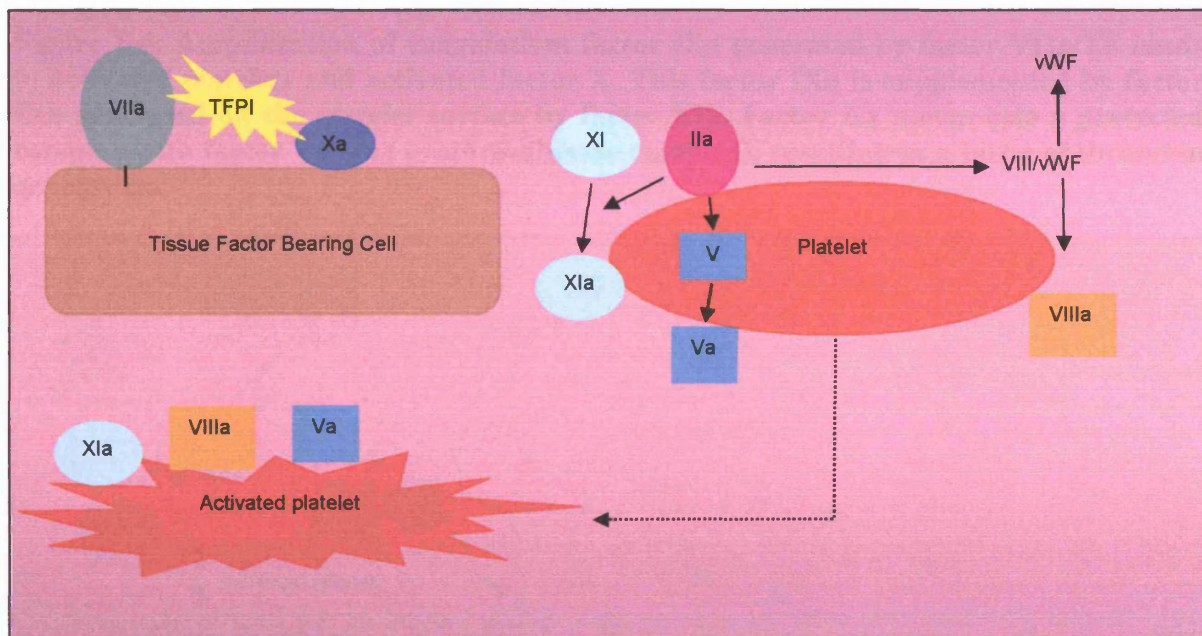 VIIa
TFPI
Xa
Tissue Factor Bearing Cell
XI
IIa
vWF
VIII/vWF
V
Platelet
XIa
Va
VIIIa
XIa
VIIIa
Va
Activated platelet